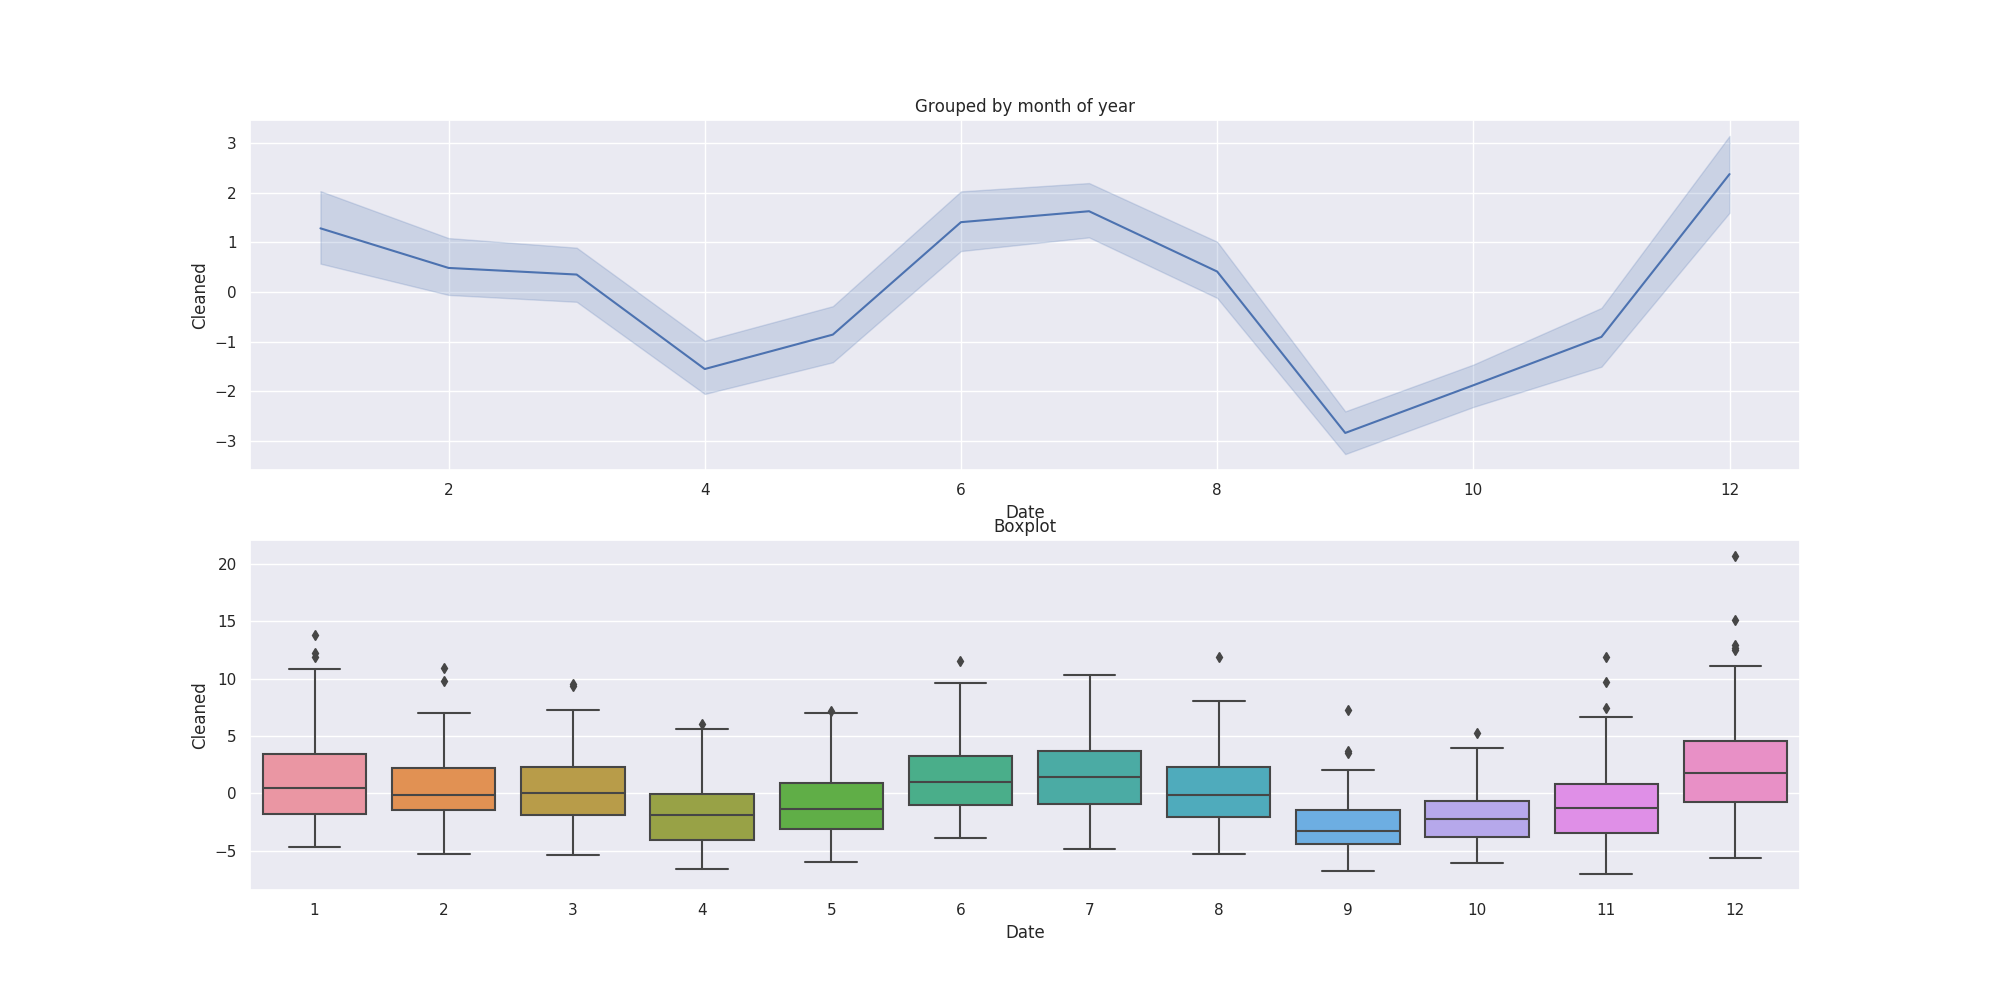 Grouped by month of year
3
2
1
0
−1
−2
−3
Cleaned
2 4 6 8 10 12
Date
Boxplot
20
15
10
5
0
−5
Cleaned
1 2 3 4 5 6 7 8 9 10 11 12
Date